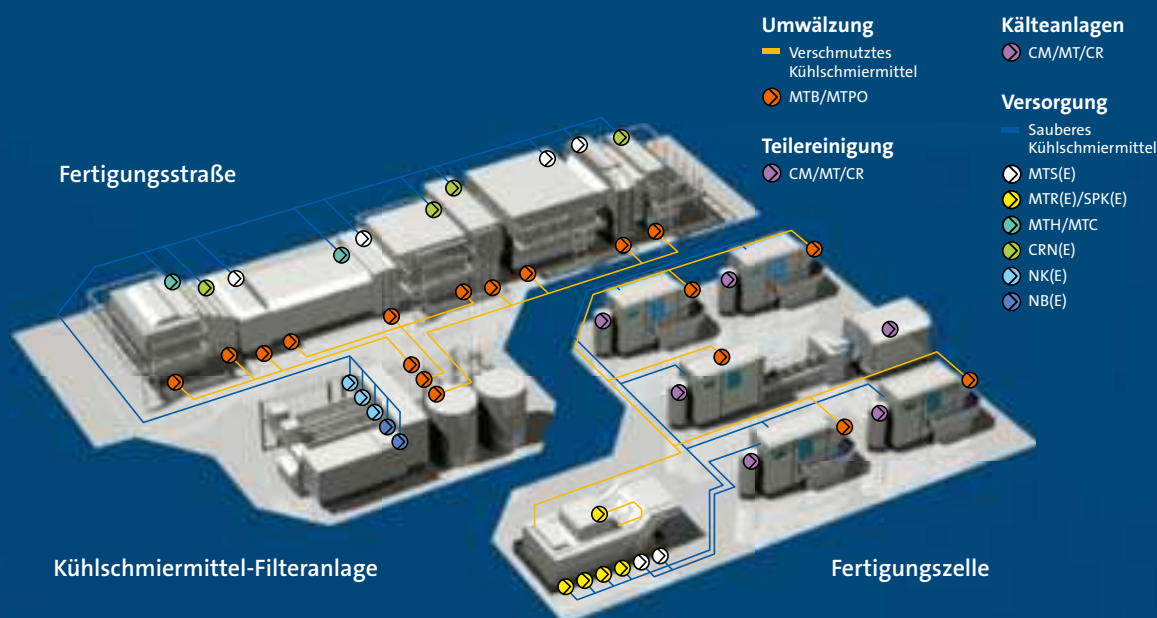 Umwälzung
Verschmutztes
Kühlschmiermittel
MTB/MTPO
Teilereinigung
CM/MT/CR
Kälteanlagen
CM/MT/CR
Versorgung
Sauberes
Kühlschmiermittel
MTS(E)
MTR(E)/SPK(E)
MTH/MTC
CRN(E)
NK(E)
NB(E)
Fertigungsstraße
Kühlschmiermittel-Filteranlage
Fertigungszelle